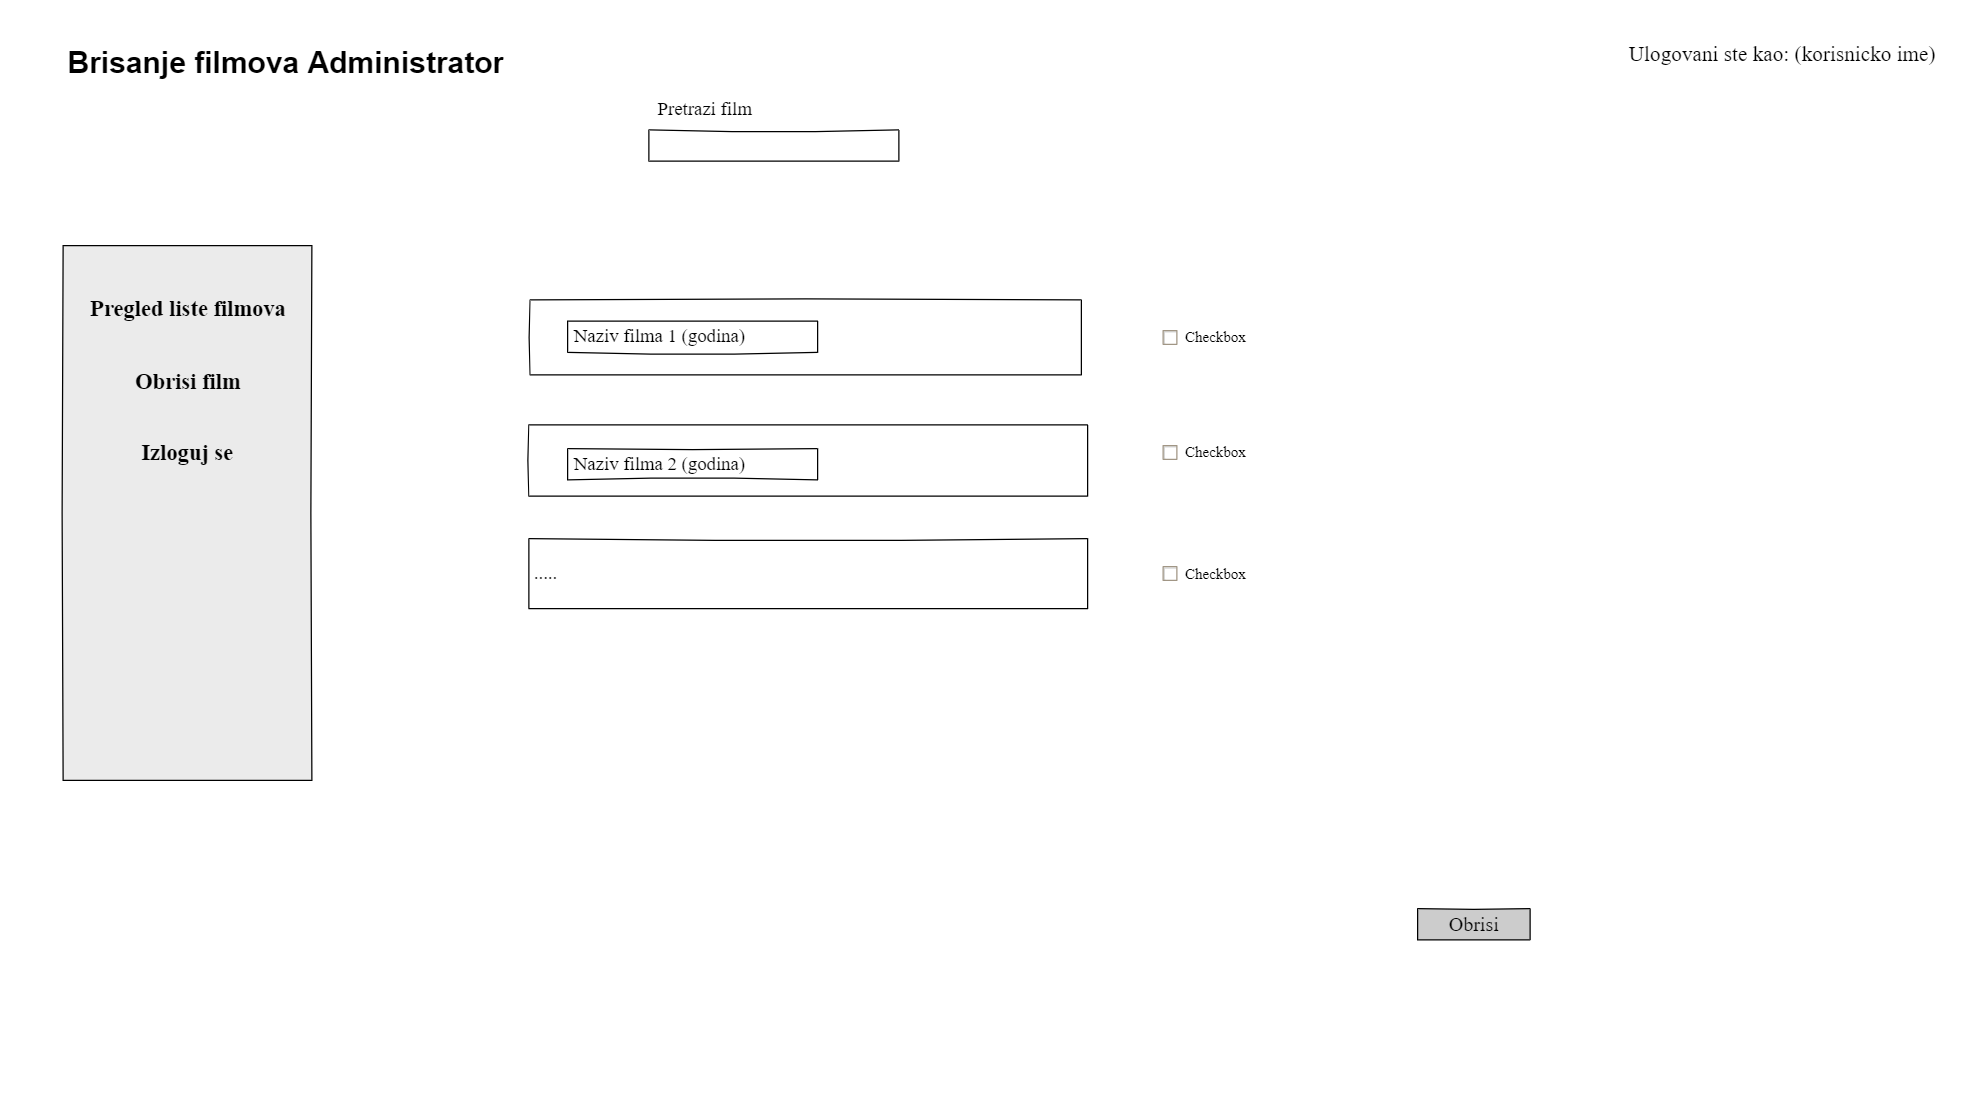 Brisanje filmova Administrator
Ulogovani ste kao: (korisnicko ime)
Pretrazi film
Pregled liste filmova
Obrisi film
Izloguj se
Naziv filma 1 (godina)
Checkbox
Naziv filma 2 (godina)
Checkbox
.....
Checkbox
Obrisi